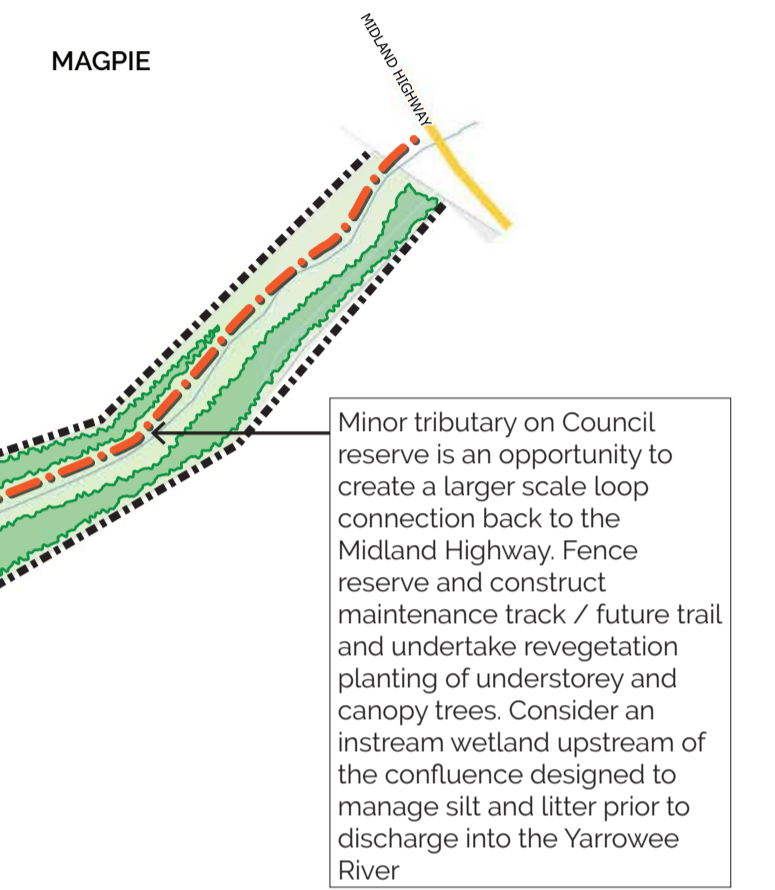 MAGPIE
MIDLAND HIGHWAY
Minor tributary on Council
reserve is an opportunity to
create a larger scale loop
connection back to the
Midland Highway. Fence
reserve and construct
maintenance track / future trail
and undertake revegetation
planting of understorey and
canopy trees. Consider an
instream wetland upstream of
the confluence designed to
manage silt and litter prior to
discharge into the Yarrowee
River